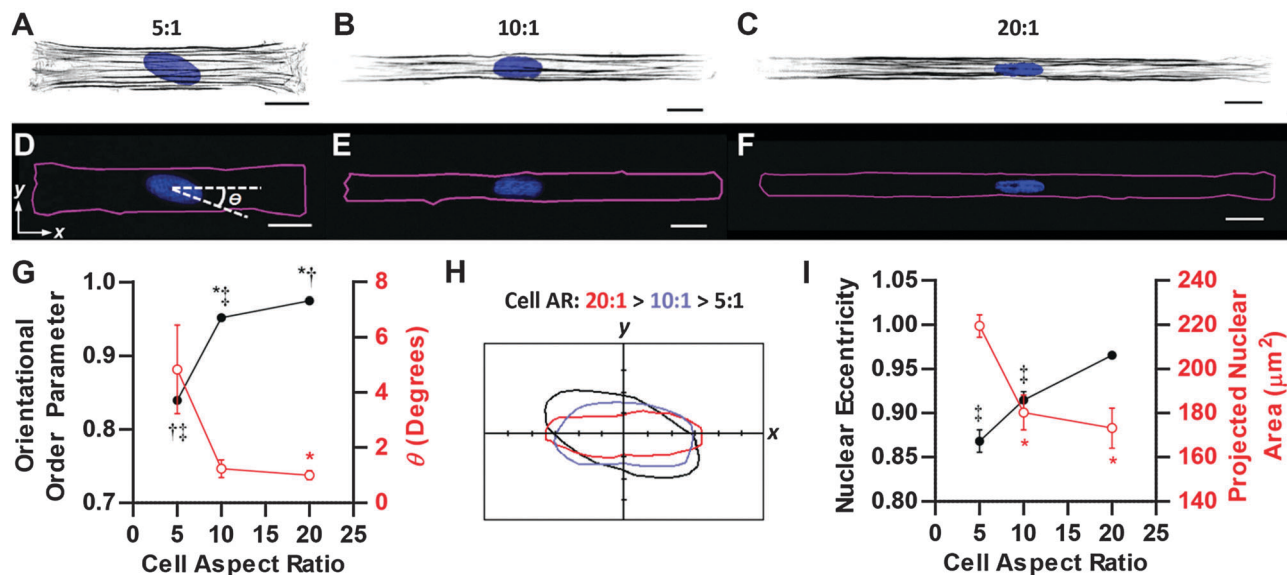 A 5:1 B 10:1 C 20:1
D E F
θ
y
x
G H I
1.0 0.9 0.8 0.7
Orientational
Order Parameter
*‡ *† †‡ *
8 6 4 2 0
θ (Degrees)
0 5 10 15 20 25
Cell Aspect Ratio
Cell AR: 20:1 > 10:1 > 5:1
y
x
1.05 1.00 0.95 0.90 0.85 0.80
Nuclear Eccentricity
‡ ‡ * *
240 220 200 180 160 140
Projected Nuclear
Area (μm²)
0 5 10 15 20 25
Cell Aspect Ratio